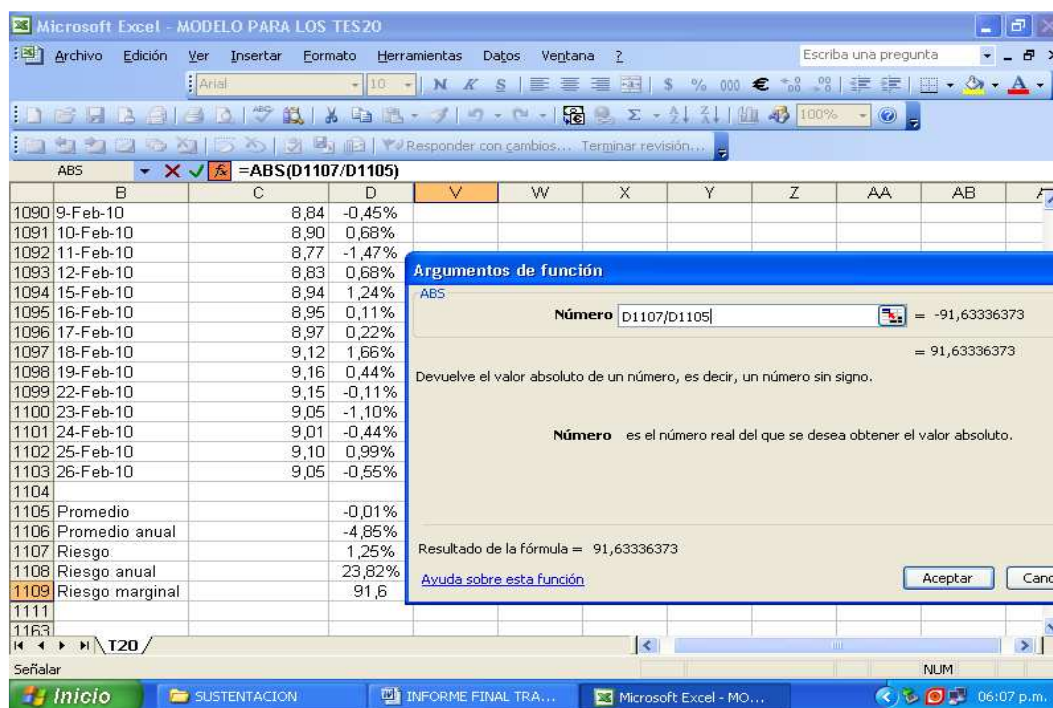 Microsoft Excel - MODELO PARA LOS TES20
Archivo Edición Ver Insertar Formato Herramientas Datos Ventana ? Escriba una pregunta
Arial 10 N K S $ % 000 €
100%
Responder con cambios... Terminar revisión...
ABS fx =ABS(D1107/D1105)
B C D V W X Y Z AA AB
1090 9-Feb-10 8,84 -0,45%
1091 10-Feb-10 8,90 0,68%
1092 11-Feb-10 8,77 -1,47%
1093 12-Feb-10 8,83 0,68%
1094 15-Feb-10 8,94 1,24%
1095 16-Feb-10 8,95 0,11%
1096 17-Feb-10 8,97 0,22%
1097 18-Feb-10 9,12 1,66%
1098 19-Feb-10 9,16 0,44%
1099 22-Feb-10 9,15 -0,11%
1100 23-Feb-10 9,05 -1,10%
1101 24-Feb-10 9,01 -0,44%
1102 25-Feb-10 9,10 0,99%
1103 26-Feb-10 9,05 -0,55%
1104
1105 Promedio -0,01%
1106 Promedio anual -4,85%
1107 Riesgo 1,25%
1108 Riesgo anual 23,82%
1109 Riesgo marginal 91,6
1111
1163
Argumentos de función
ABS
Número D1107/D1105 = -91,63336373
= 91,63336373
Devuelve el valor absoluto de un número, es decir, un número sin signo.
Número es el número real del que se desea obtener el valor absoluto.
Resultado de la fórmula = 91,63336373
Ayuda sobre esta función Aceptar Canc
T20
Señalar NUM
Inicio SUSTENTACION INFORME FINAL TRA... Microsoft Excel - MO... 06:07 p.m.